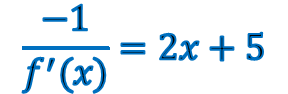 −1/f′(x) = 2x + 5